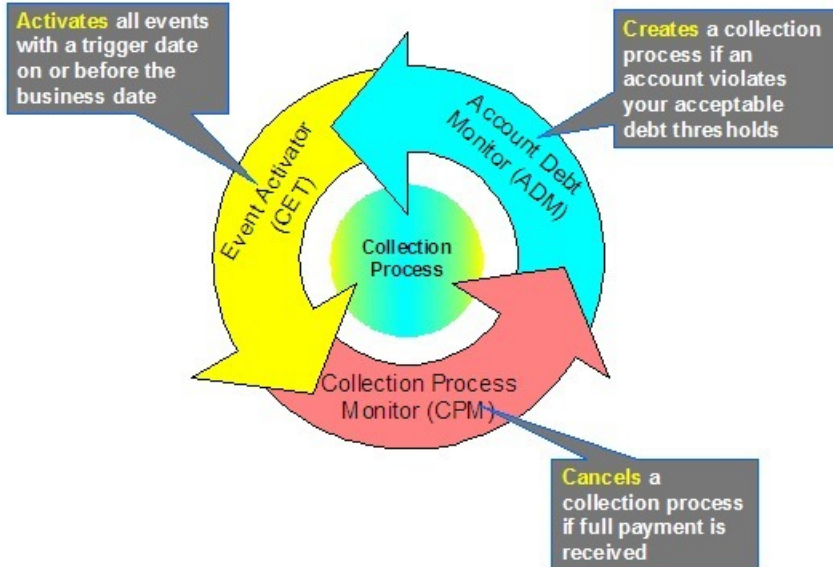 Activates all events
with a trigger date
on or before the
business date
Creates a collection
process if an
account violates
your acceptable
debt thresholds
Event Activator
(CET)
Account Debt
Monitor (ADM)
Collection
Process
Collection Process
Monitor (CPM)
Cancels a
collection process
if full payment is
received